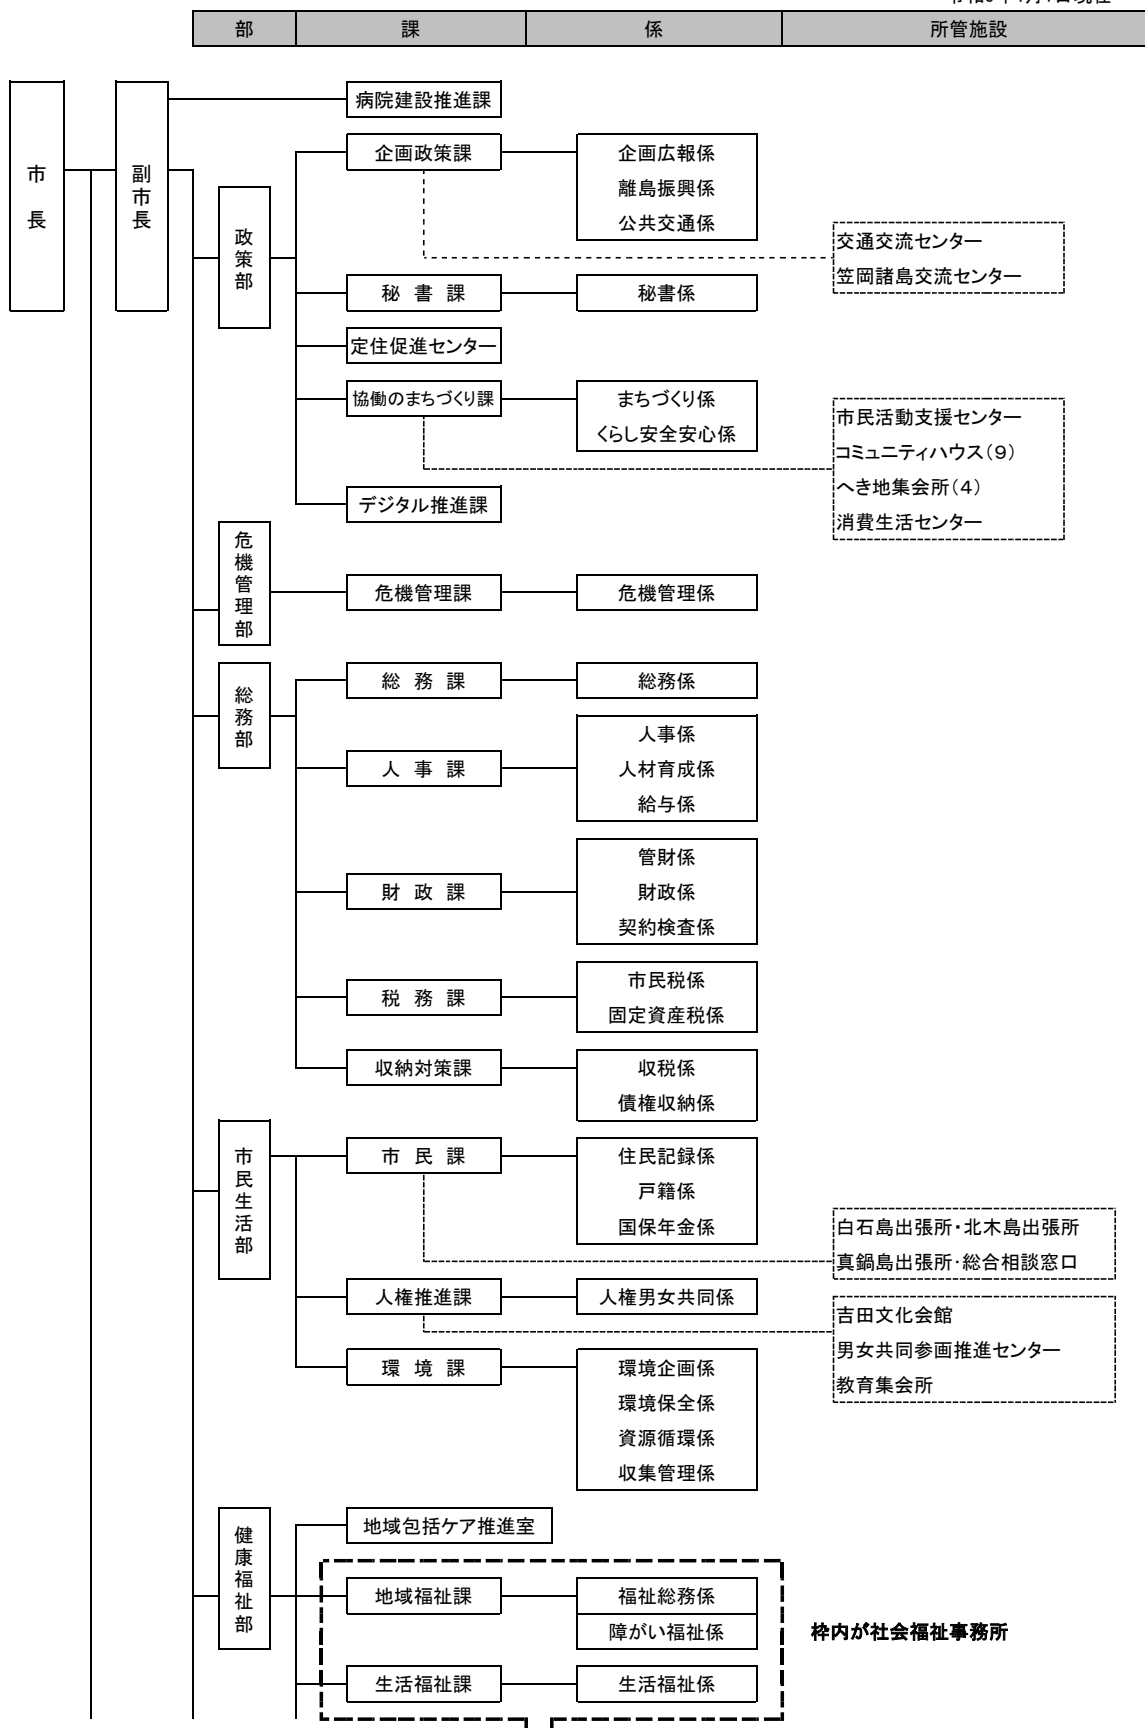 部
課
係
所管施設
市長
副市長
病院建設推進課
政策部
企画政策課
企画広報係
離島振興係
公共交通係
交通交流センター
笠岡諸島交流センター
秘書課
秘書係
定住促進センター
協働のまちづくり課
まちづくり係
くらし安全安心係
市民活動支援センター
コミュニティハウス(9)
へき地集会所(4)
消費生活センター
デジタル推進課
危機管理部
危機管理課
危機管理係
総務部
総務課
総務係
人事課
人事係
人材育成係
給与係
財政課
管財係
財政係
契約検査係
税務課
市民税係
固定資産税係
収納対策課
収税係
債権収納係
市民生活部
市民課
住民記録係
戸籍係
国保年金係
白石島出張所・北木島出張所
真鍋島出張所・総合相談窓口
人権推進課
人権男女共同係
吉田文化会館
男女共同参画推進センター
教育集会所
環境課
環境企画係
環境保全係
資源循環係
収集管理係
健康福祉部
地域包括ケア推進室
地域福祉課
福祉総務係
障がい福祉係
枠内が社会福祉事務所
生活福祉課
生活福祉係